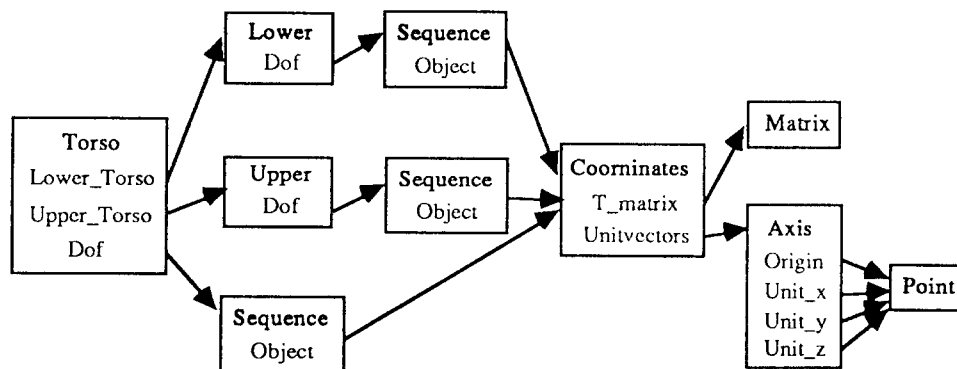 Torso
Lower_Torso
Upper_Torso
Dof
Lower
Dof
Sequence
Object
Upper
Dof
Sequence
Object
Sequence
Object
Coorninates
T_matrix
Unitvectors
Matrix
Axis
Origin
Unit_x
Unit_y
Unit_z
Point